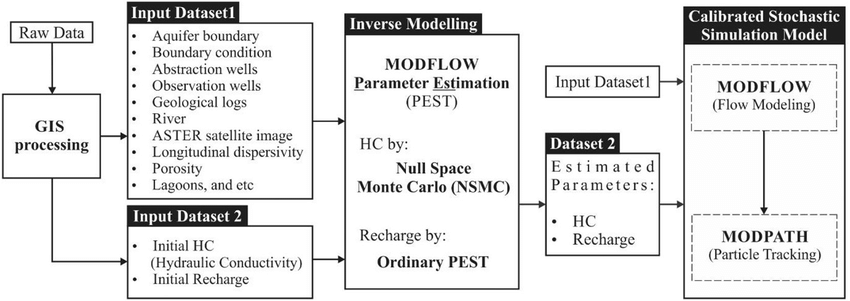 Raw Data
GIS
processing
Input Dataset1
• Aquifer boundary
• Boundary condition
• Abstraction wells
• Observation wells
• Geological logs
• River
• ASTER satellite image
• Longitudinal dispersivity
• Porosity
• Lagoons, and etc
Input Dataset 2
• Initial HC
(Hydraulic Conductivity)
• Initial Recharge
Inverse Modelling
MODFLOW
Parameter Estimation
(PEST)
HC by:
Null Space
Monte Carlo (NSMC)
Recharge by:
Ordinary PEST
Input Dataset1
Dataset 2
Estimated
Parameters:
• HC
• Recharge
Calibrated Stochastic
Simulation Model
MODFLOW
(Flow Modeling)
MODPATH
(Particle Tracking)